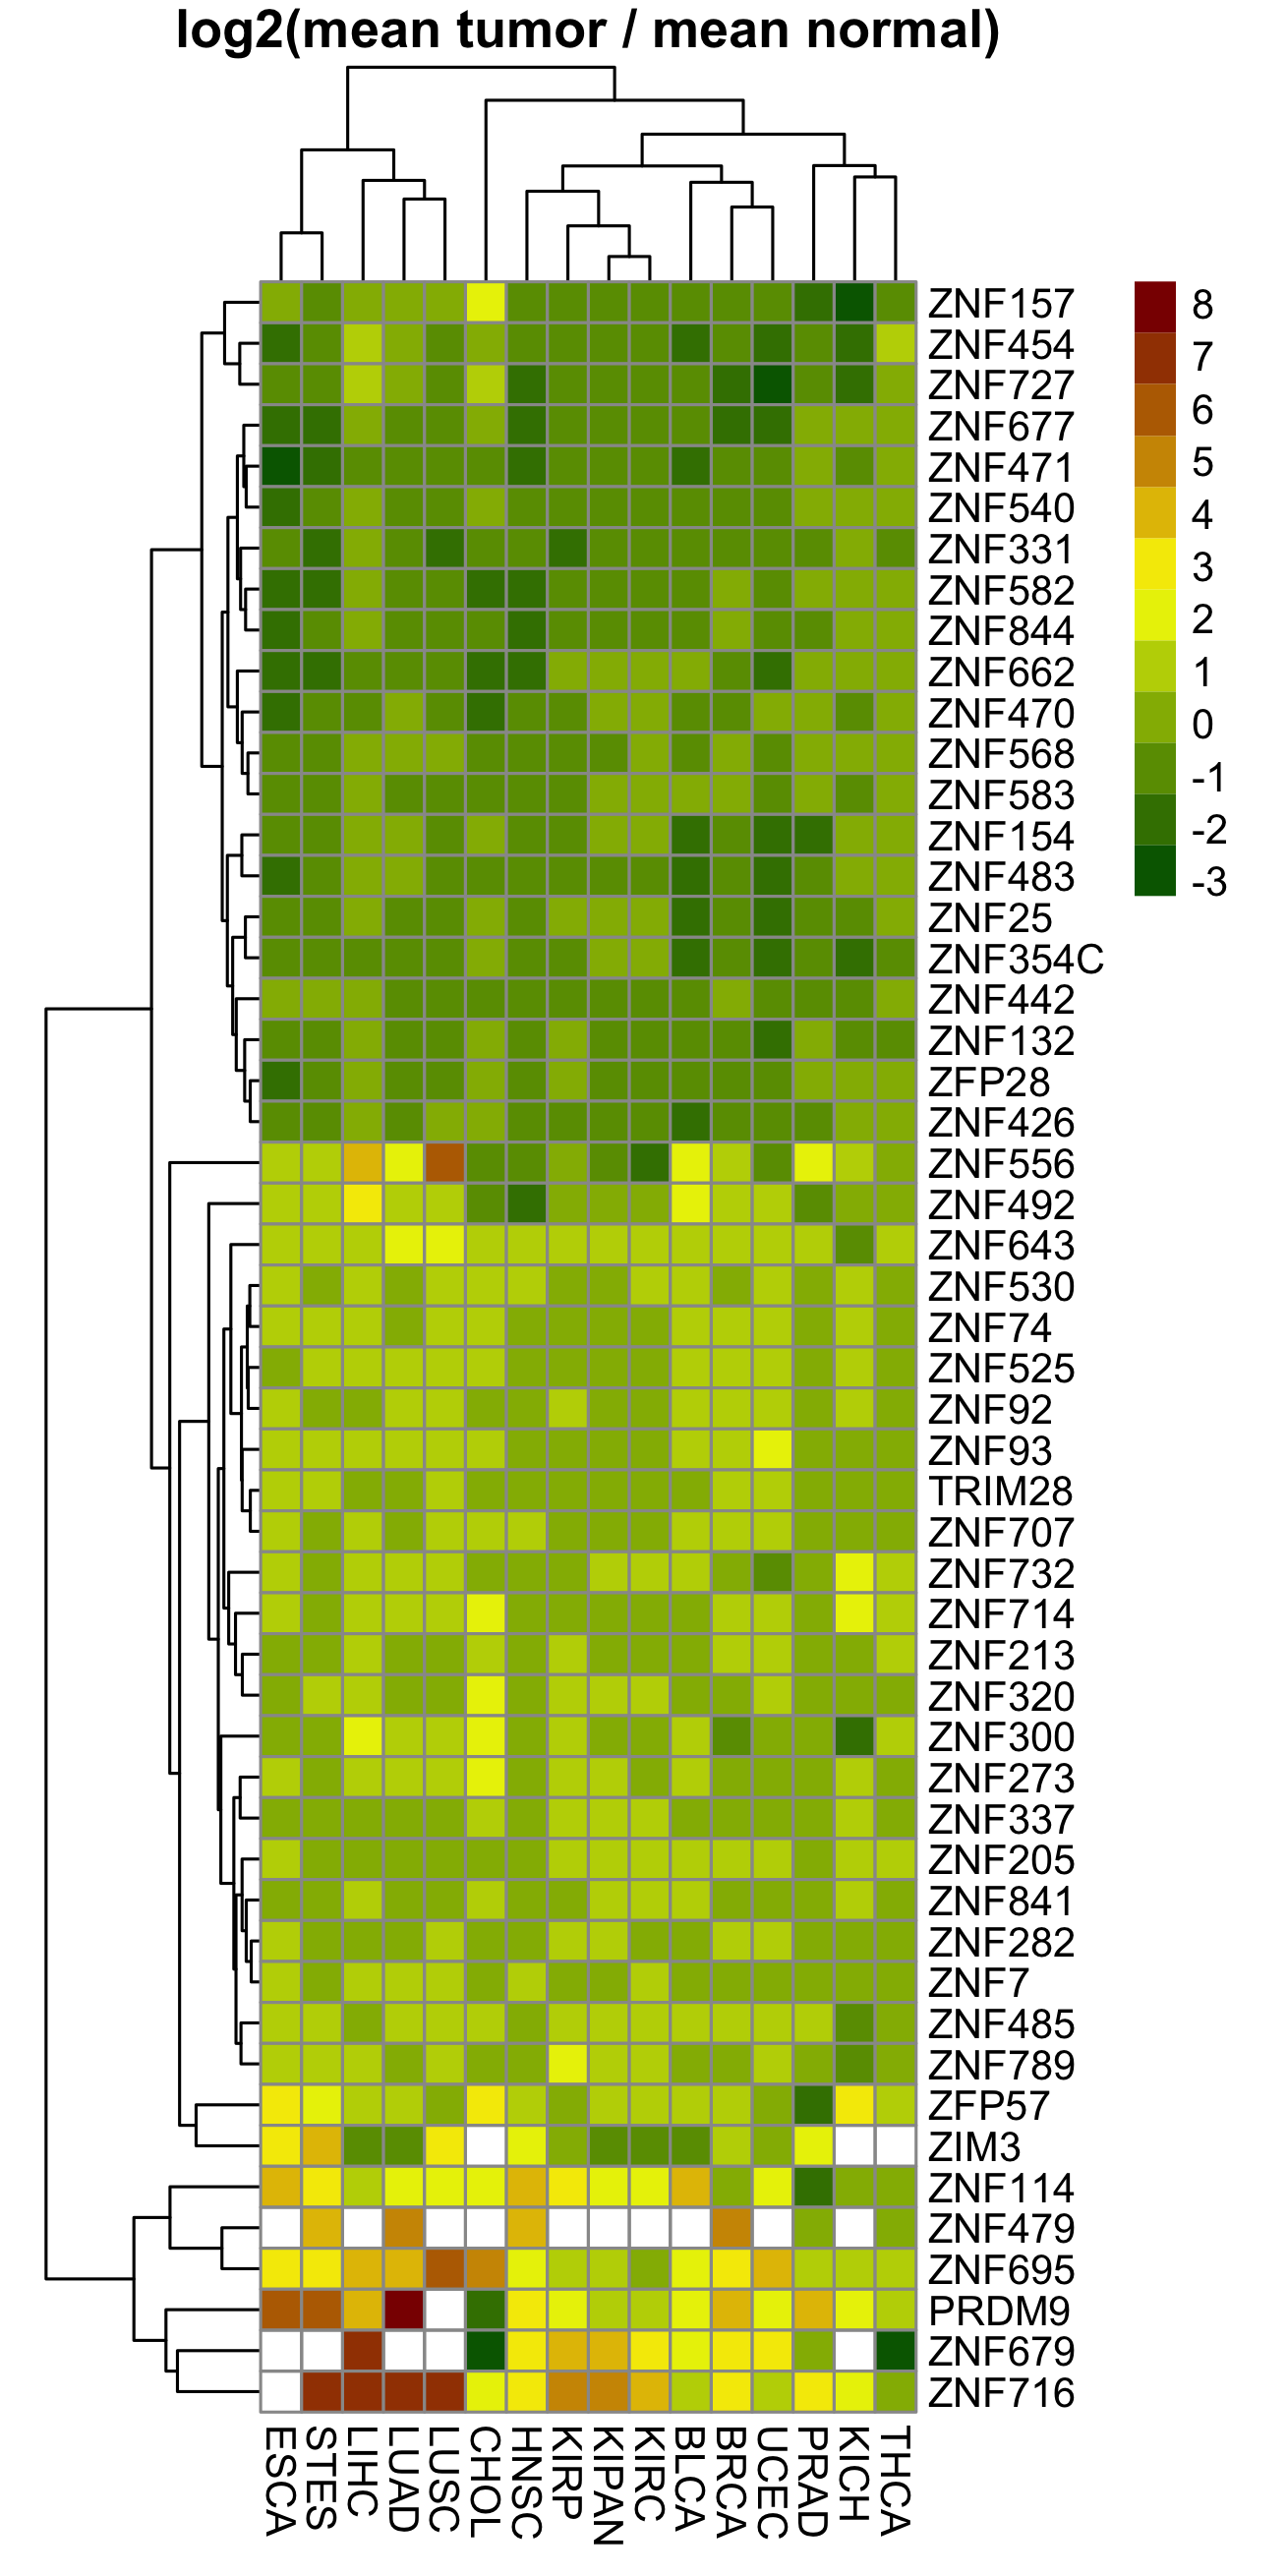 log2(mean tumor / mean normal)
ZNF157
ZNF454
ZNF727
ZNF677
ZNF471
ZNF540
ZNF331
ZNF582
ZNF844
ZNF662
ZNF470
ZNF568
ZNF583
ZNF154
ZNF483
ZNF25
ZNF354C
ZNF442
ZNF132
ZFP28
ZNF426
ZNF556
ZNF492
ZNF643
ZNF530
ZNF74
ZNF525
ZNF92
ZNF93
TRIM28
ZNF707
ZNF732
ZNF714
ZNF213
ZNF320
ZNF300
ZNF273
ZNF337
ZNF205
ZNF841
ZNF282
ZNF7
ZNF485
ZNF789
ZFP57
ZIM3
ZNF114
ZNF479
ZNF695
PRDM9
ZNF679
ZNF716
8
7
6
5
4
3
2
1
0
-1
-2
-3
ESCA
STES
LIHC
LUAD
LUSC
CHOL
HNSC
KIRP
KIPAN
KIRC
BLCA
BRCA
UCEC
PRAD
KICH
THCA